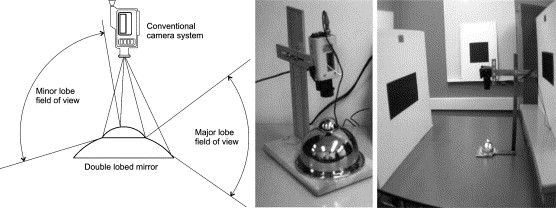 Conventional
camera system
Minor lobe
field of view
Major lobe
field of view
Double lobed mirror